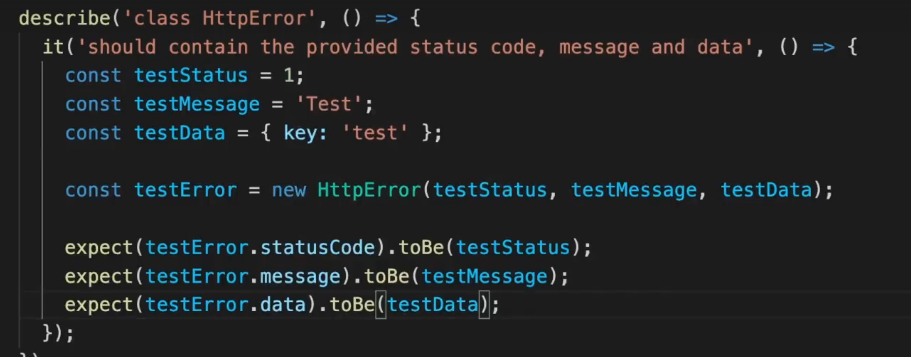 describe('class HttpError', () => {
  it('should contain the provided status code, message and data', () => {
    const testStatus = 1;
    const testMessage = 'Test';
    const testData = { key: 'test' };

    const testError = new HttpError(testStatus, testMessage, testData);

    expect(testError.statusCode).toBe(testStatus);
    expect(testError.message).toBe(testMessage);
    expect(testError.data).toBe(testData);
  });